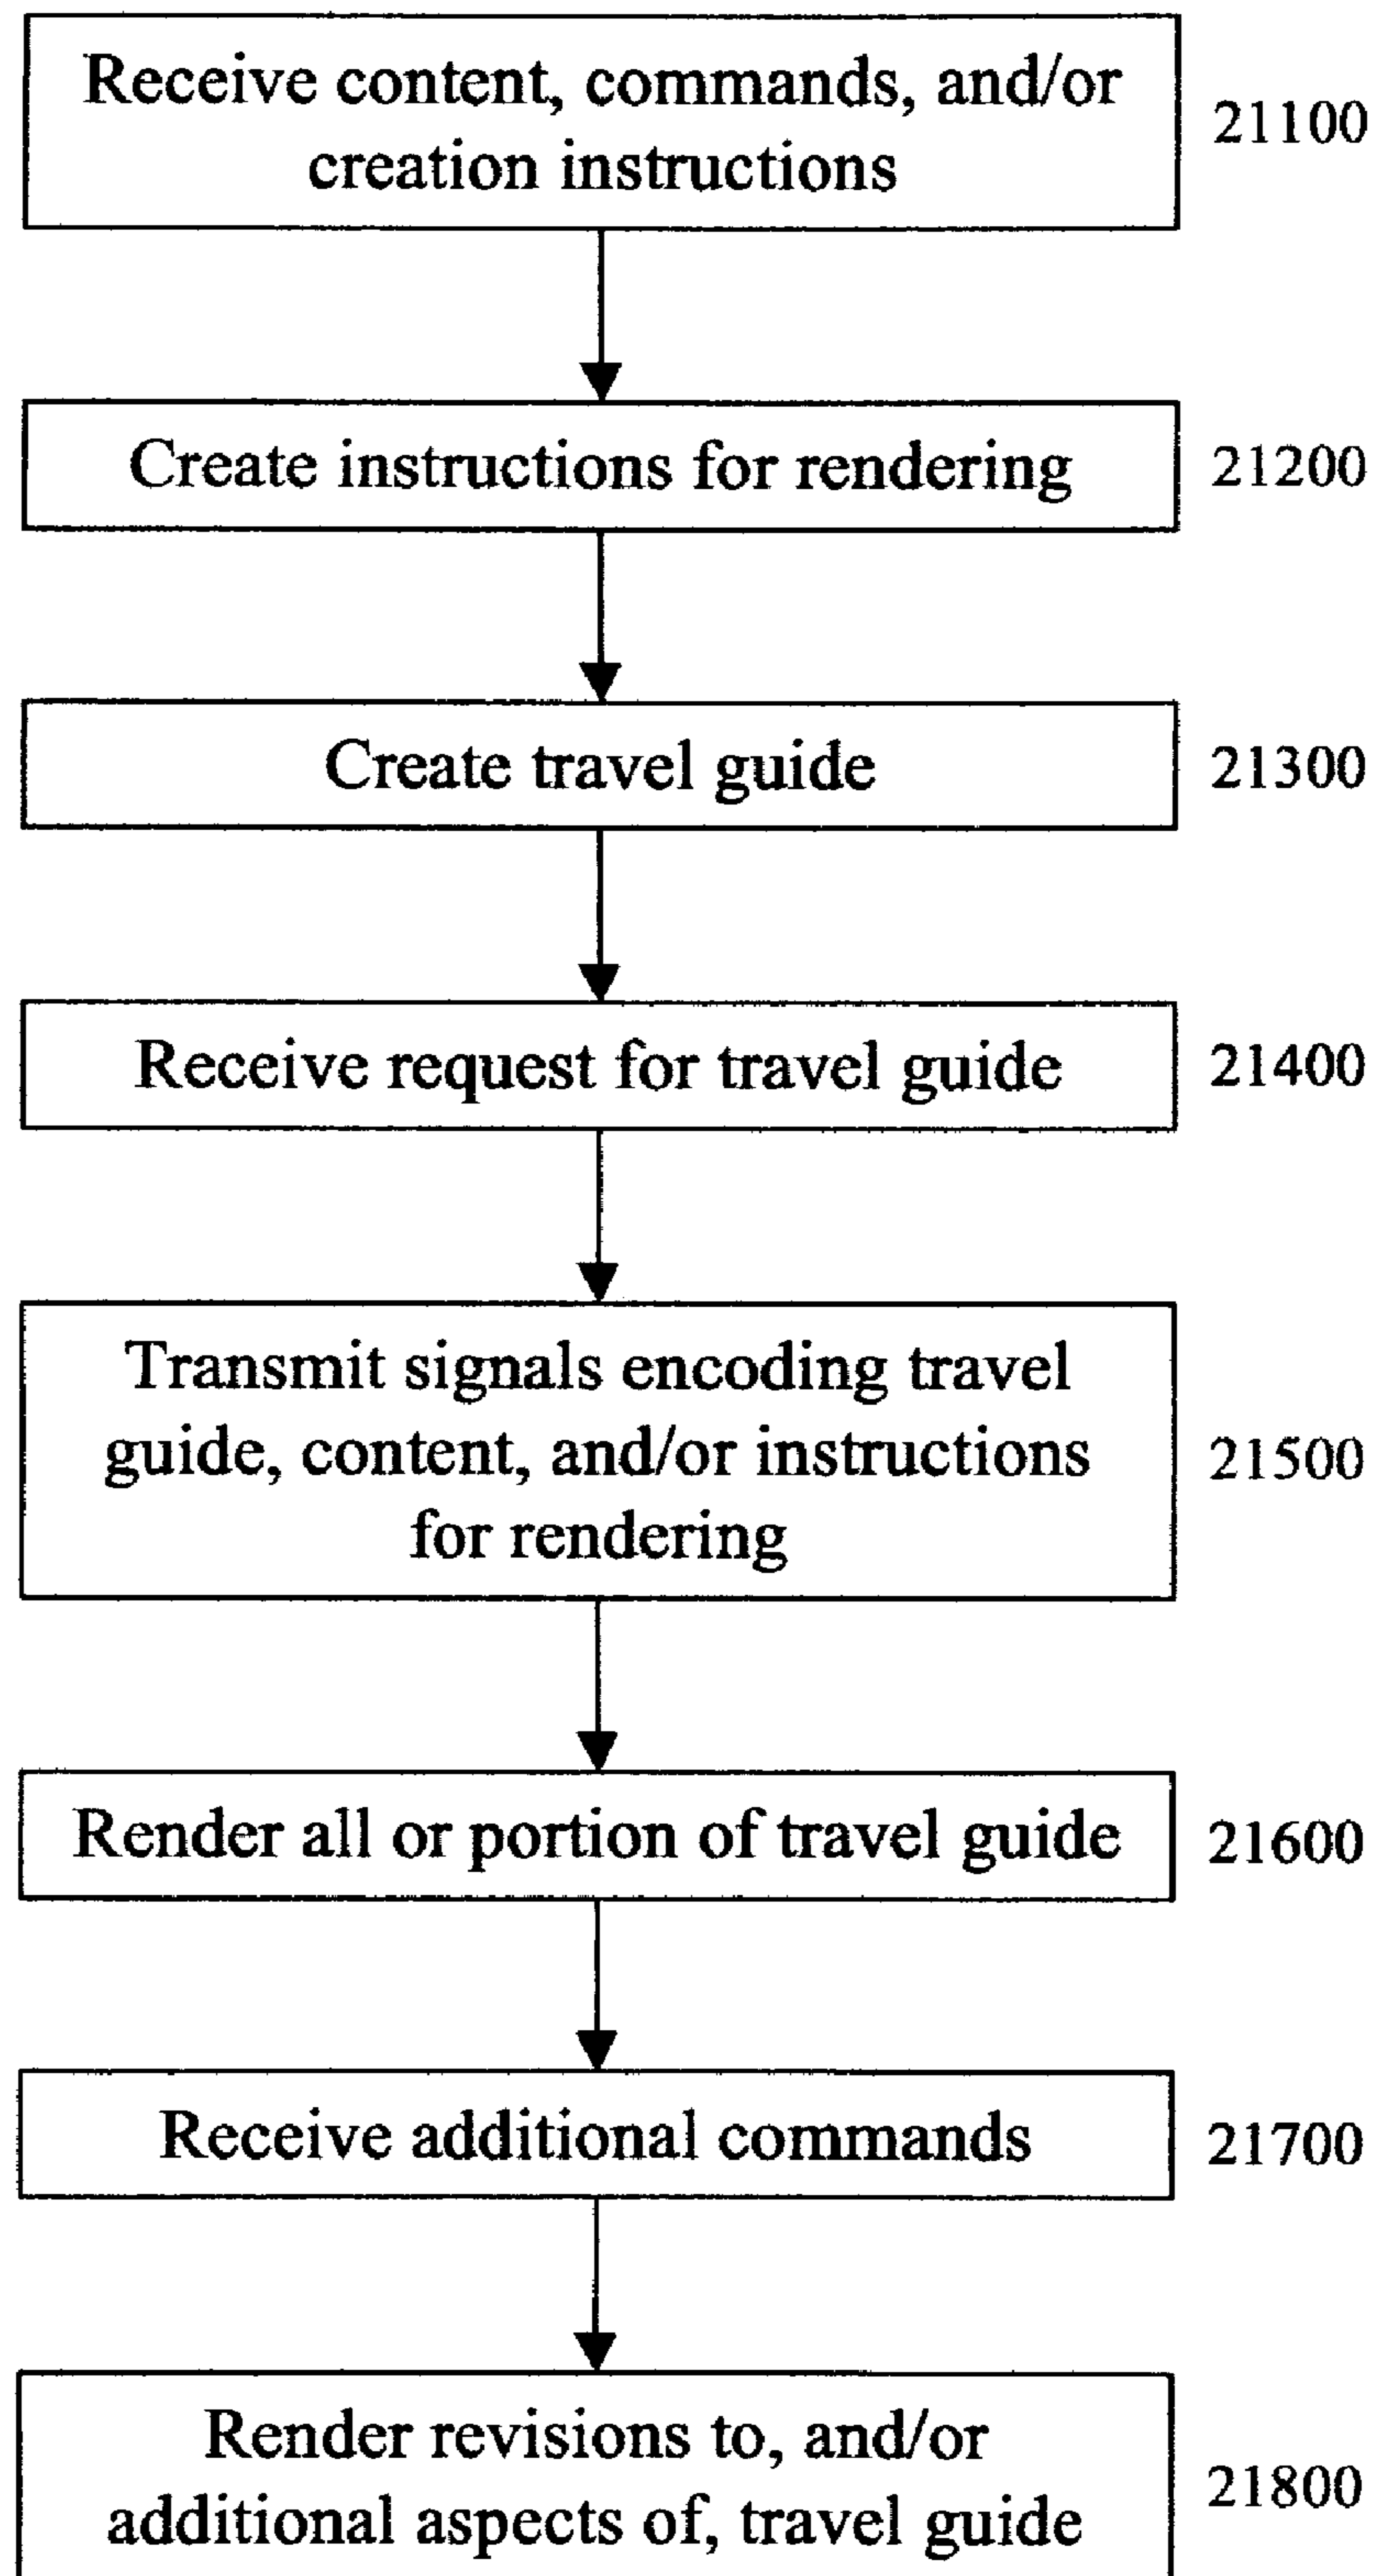 Receive content, commands, and/or
creation instructions
21100
Create instructions for rendering
21200
Create travel guide
21300
Receive request for travel guide
21400
Transmit signals encoding travel
guide, content, and/or instructions
for rendering
21500
Render all or portion of travel guide
21600
Receive additional commands
21700
Render revisions to, and/or
additional aspects of, travel guide
21800